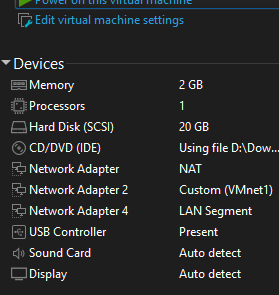 Power on this virtual machine
Edit virtual machine settings
Devices
Memory 2 GB
Processors 1
Hard Disk (SCSI) 20 GB
CD/DVD (IDE) Using file D:\Dow...
Network Adapter NAT
Network Adapter 2 Custom (VMnet1)
Network Adapter 4 LAN Segment
USB Controller Present
Sound Card Auto detect
Display Auto detect